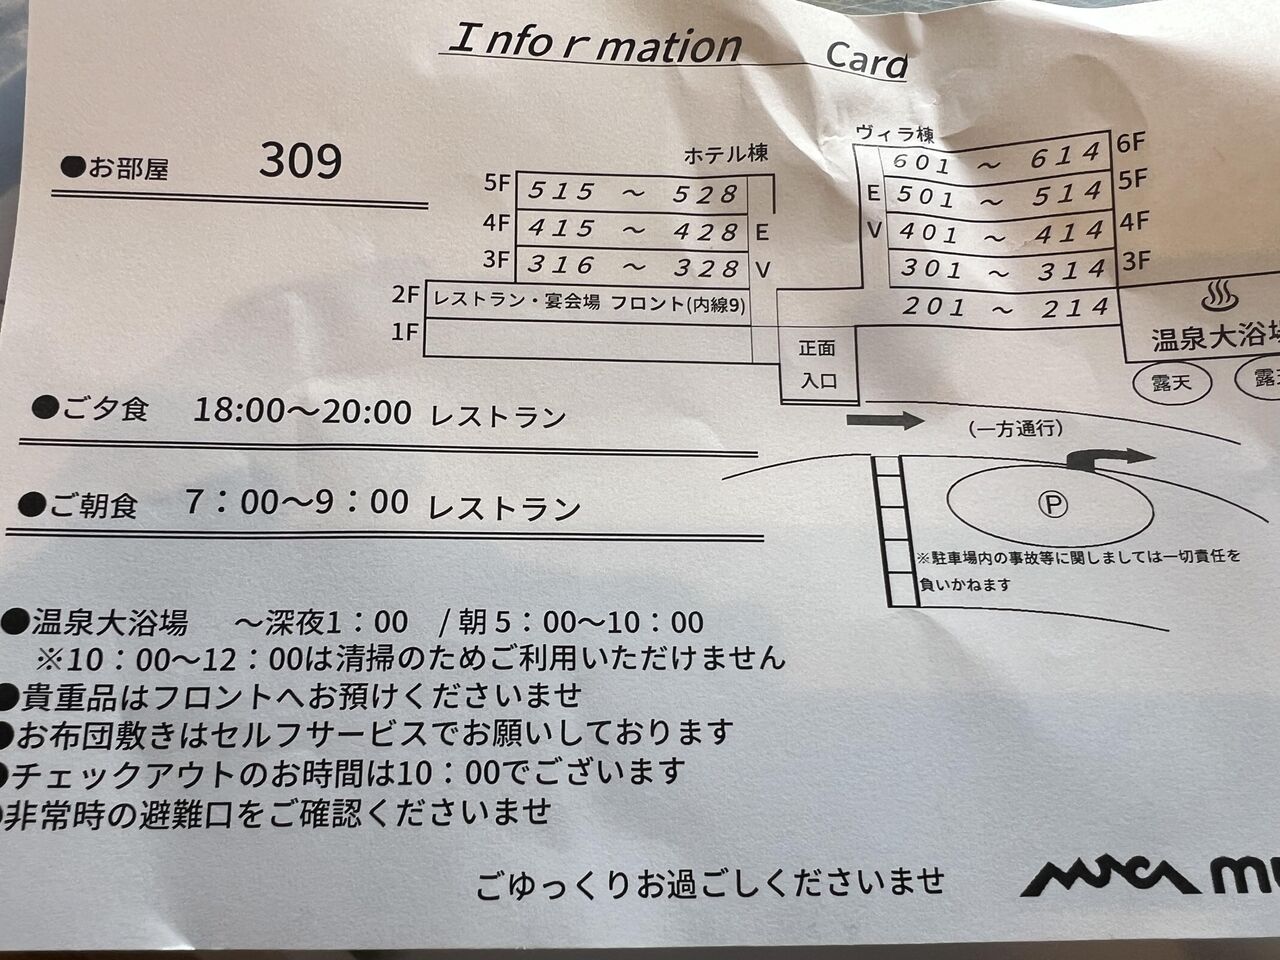 Information Card
●お部屋 309
ホテル棟
5F 515 ～ 528
4F 415 ～ 428 E
3F 316 ～ 328 V
2F レストラン・宴会場 フロント(内線9)
1F
正面
入口
ヴィラ棟
601 ～ 614 6F
E 501 ～ 514 5F
V 401 ～ 414 4F
301 ～ 314 3F
201 ～ 214
♨
温泉大浴場
露天
●ご夕食 18:00～20:00 レストラン
(一方通行)
●ご朝食 7：00～9：00 レストラン
Ⓟ
※駐車場内の事故等に関しましては一切責任を
負いかねます
●温泉大浴場 ～深夜1：00 / 朝 5：00～10：00
※10：00～12：00は清掃のためご利用いただけません
●貴重品はフロントへお預けくださいませ
●お布団敷きはセルフサービスでお願いしております
●チェックアウトのお時間は10：00でございます
●非常時の避難口をご確認くださいませ
ごゆっくりお過ごしくださいませ